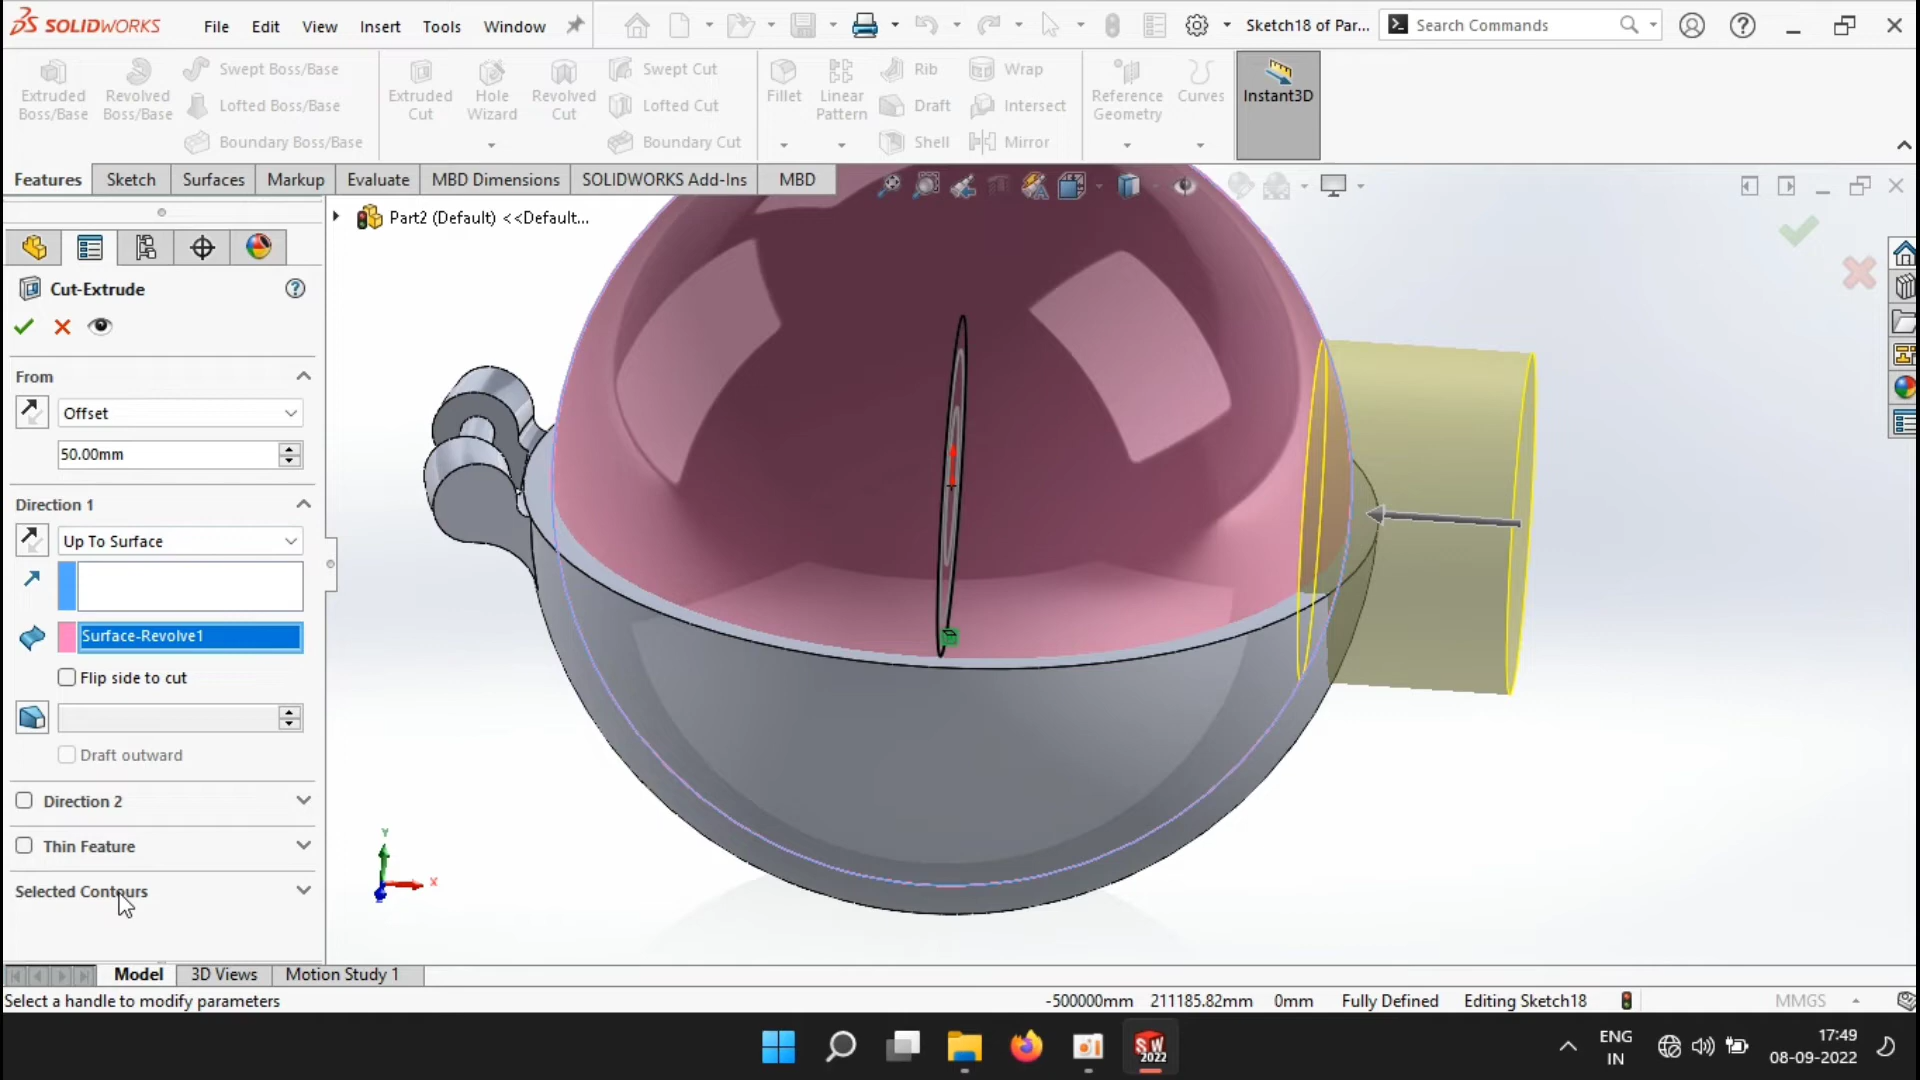 SOLIDWORKS File Edit View Insert Tools Window Sketch18 of Par... Search Commands
Extruded Boss/Base
Revolved Boss/Base
Swept Boss/Base
Lofted Boss/Base
Boundary Boss/Base
Extruded Cut
Hole Wizard
Revolved Cut
Swept Cut
Lofted Cut
Boundary Cut
Fillet
Linear Pattern
Rib
Draft
Shell
Wrap
Intersect
Mirror
Reference Geometry
Curves
Instant3D
Features Sketch Surfaces Markup Evaluate MBD Dimensions SOLIDWORKS Add-Ins MBD
Part2 (Default) <<Default...
Cut-Extrude
From
Offset
50.00mm
Direction 1
Up To Surface
Surface-Revolve1
Flip side to cut
Draft outward
Direction 2
Thin Feature
Selected Contours
Y
X
Model 3D Views Motion Study 1
Select a handle to modify parameters -500000mm 211185.82mm 0mm Fully Defined Editing Sketch18 MMGS
SW 2022
ENG
IN
17:49
08-09-2022